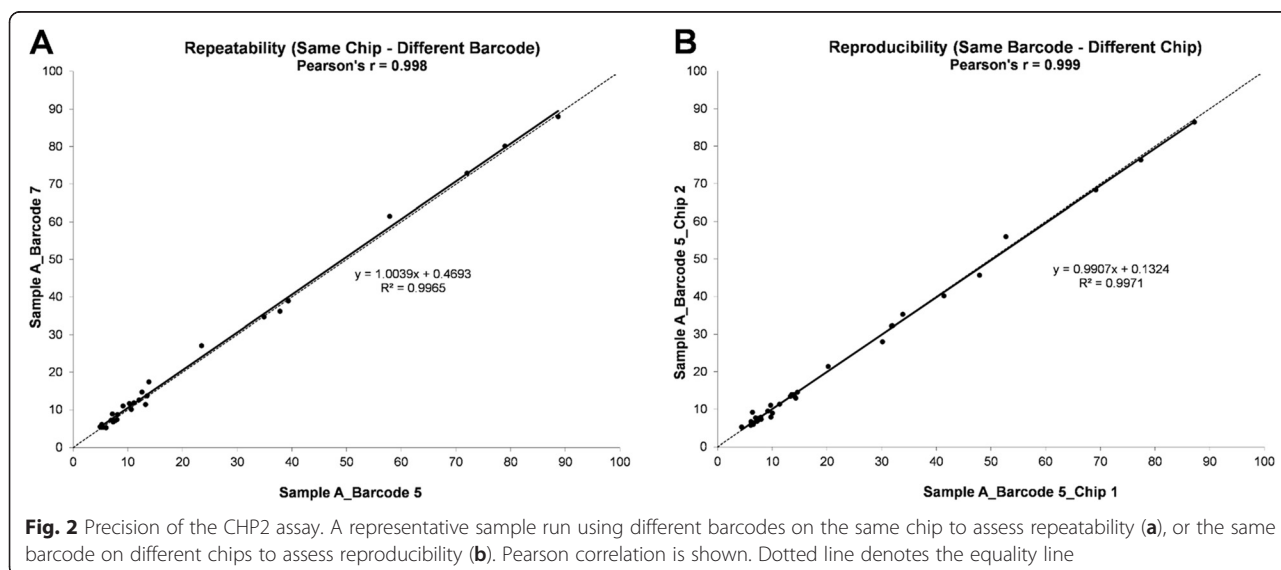 A
Repeatability (Same Chip - Different Barcode)
Pearson's r = 0.998
100
90
80
70
60
50
40
30
20
10
0
Sample A_Barcode 7
y = 1.0039x + 0.4693
R² = 0.9965
0 10 20 30 40 50 60 70 80 90 100
Sample A_Barcode 5
B
Reproducibility (Same Barcode - Different Chip)
Pearson's r = 0.999
100
90
80
70
60
50
40
30
20
10
0
Sample A_Barcode 5_Chip 2
y = 0.9907x + 0.1324
R² = 0.9971
0 10 20 30 40 50 60 70 80 90 100
Sample A_Barcode 5_Chip 1
Fig. 2 Precision of the CHP2 assay. A representative sample run using different barcodes on the same chip to assess repeatability (a), or the same
barcode on different chips to assess reproducibility (b). Pearson correlation is shown. Dotted line denotes the equality line